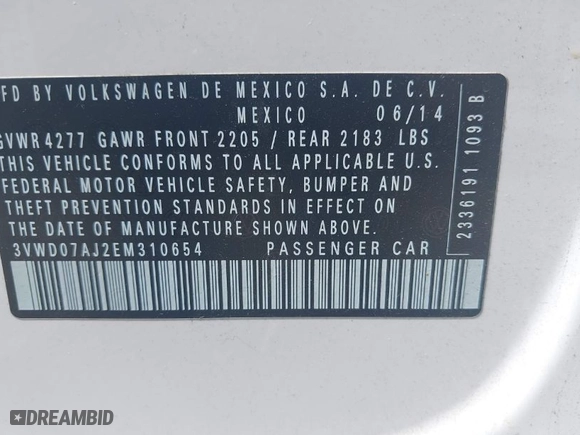 FD BY VOLKSWAGEN DE MEXICO S.A. DE C.V.
MEXICO 06/14
GVWR 4277 GAWR FRONT 2205 / REAR 2183 LBS
THIS VEHICLE CONFORMS TO ALL APPLICABLE U.S.
FEDERAL MOTOR VEHICLE SAFETY, BUMPER AND
THEFT PREVENTION STANDARDS IN EFFECT ON
THE DATE OF MANUFACTURE SHOWN ABOVE.
3VWD07AJ2EM310654 PASSENGER CAR
2336191 1093 B
DREAMBID